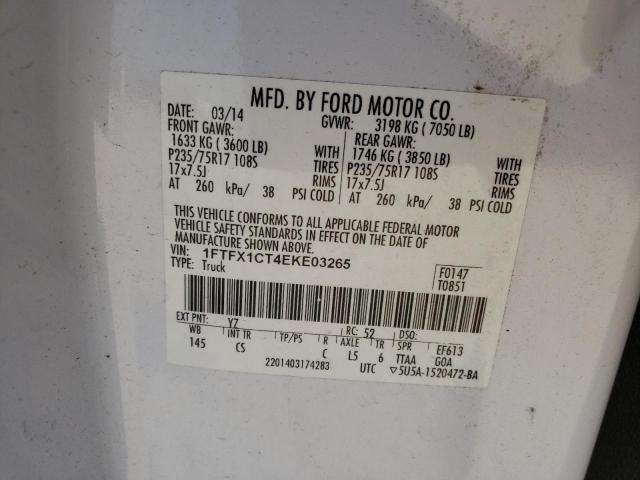 MFD. BY FORD MOTOR CO.
DATE: 03/14 GVWR: 3198 KG ( 7050 LB)
FRONT GAWR: REAR GAWR:
1633 KG ( 3600 LB) WITH 1746 KG ( 3850 LB) WITH
P235/75R17 108S TIRES P235/75R17 108S TIRES
17x7.5J RIMS 17x7.5J RIMS
AT 260 kPa/ 38 PSI COLD AT 260 kPa/ 38 PSI COLD
THIS VEHICLE CONFORMS TO ALL APPLICABLE FEDERAL MOTOR
VEHICLE SAFETY STANDARDS IN EFFECT ON THE DATE OF
MANUFACTURE SHOWN ABOVE.
VIN: 1FTFX1CT4EKE03265
TYPE: Truck
F0147
T0851
EXT PNT: YZ RC: 52 DSO:
WB INT TR TP/PS R AXLE TR SPR EF613
145 CS C L5 6 TTAA GOA
2201403174283 UTC ▽5U5A-1520472-BA